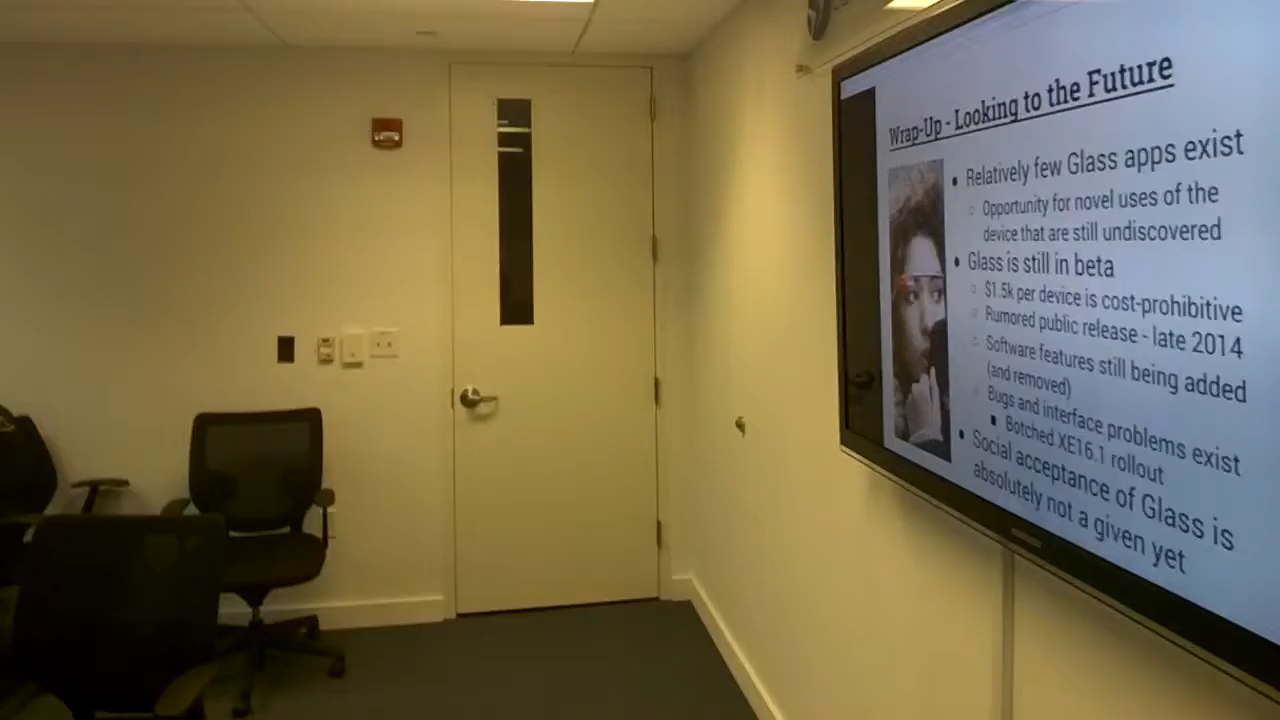 Wrap-Up - Looking to the Future
• Relatively few Glass apps exist
○ Opportunity for novel uses of the
device that are still undiscovered
• Glass is still in beta
○ $1.5k per device is cost-prohibitive
○ Rumored public release - late 2014
○ Software features still being added
(and removed)
○ Bugs and interface problems exist
■ Botched XE16.1 rollout
• Social acceptance of Glass is
absolutely not a given yet